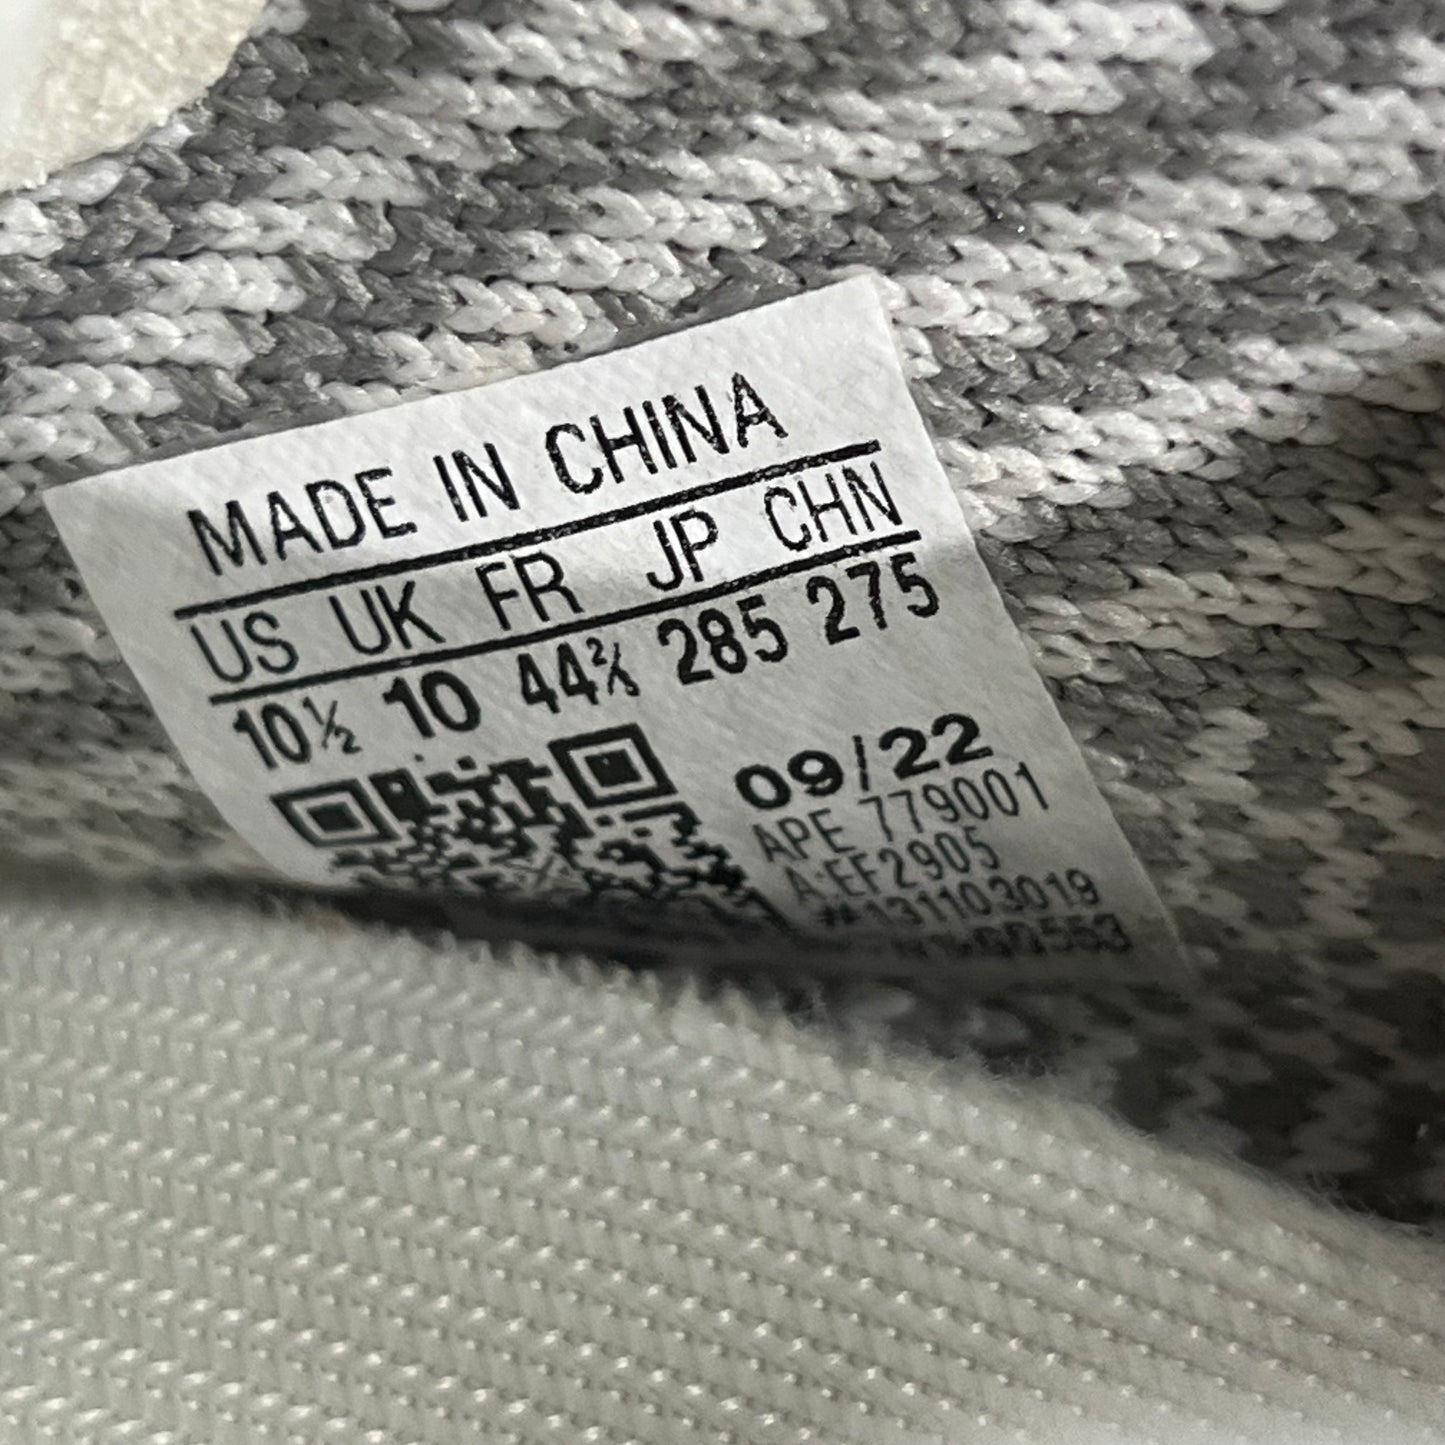 MADE IN CHINA
US UK FR JP CHN
10½ 10 44⅔ 285 275
09/22
APE 779001
A:EF2905
#131103019